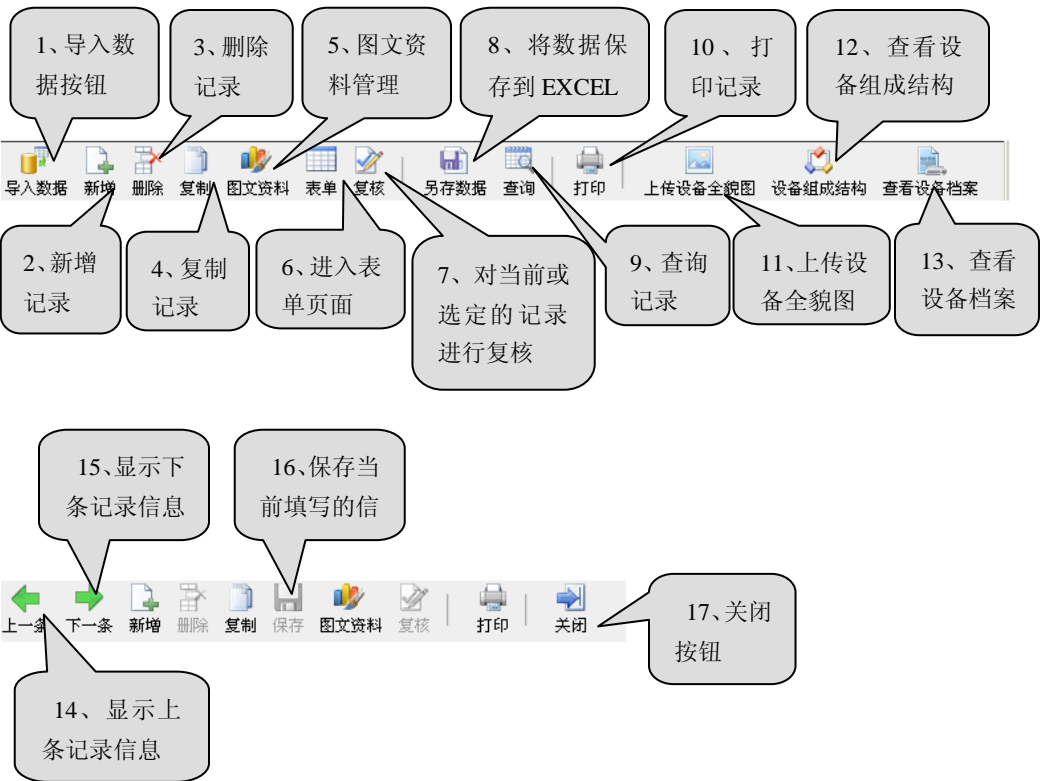 1、导入数
据按钮
3、删除
记录
5、图文资
料管理
8、将数据保
存到 EXCEL
10、打
印记录
12、查看设
备组成结构
导入数据 新增 删除 复制 图文资料 表单 复核 另存数据 查询 打印 上传设备全貌图 设备组成结构 查看设备档案
2、新增
记录
4、复制
记录
6、进入表
单页面
7、对当前或
选定的记录
进行复核
9、查询
记录
11、上传设
备全貌图
13、查看
设备档案
15、显示下
条记录信息
16、保存当
前填写的信
上一条 下一条 新增 删除 复制 保存 图文资料 复核 打印 关闭
17、关闭
按钮
14、显示上
条记录信息